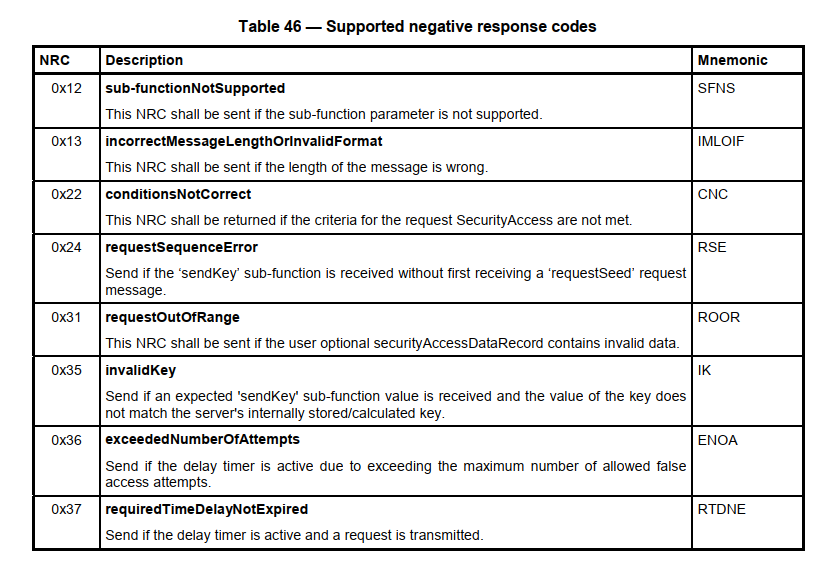 Table 46 — Supported negative response codes
NRC Description Mnemonic
0x12 sub-functionNotSupported SFNS
This NRC shall be sent if the sub-function parameter is not supported.
0x13 incorrectMessageLengthOrInvalidFormat IMLOIF
This NRC shall be sent if the length of the message is wrong.
0x22 conditionsNotCorrect CNC
This NRC shall be returned if the criteria for the request SecurityAccess are not met.
0x24 requestSequenceError RSE
Send if the ‘sendKey’ sub-function is received without first receiving a ‘requestSeed’ request
message.
0x31 requestOutOfRange ROOR
This NRC shall be sent if the user optional securityAccessDataRecord contains invalid data.
0x35 invalidKey IK
Send if an expected 'sendKey' sub-function value is received and the value of the key does
not match the server's internally stored/calculated key.
0x36 exceededNumberOfAttempts ENOA
Send if the delay timer is active due to exceeding the maximum number of allowed false
access attempts.
0x37 requiredTimeDelayNotExpired RTDNE
Send if the delay timer is active and a request is transmitted.